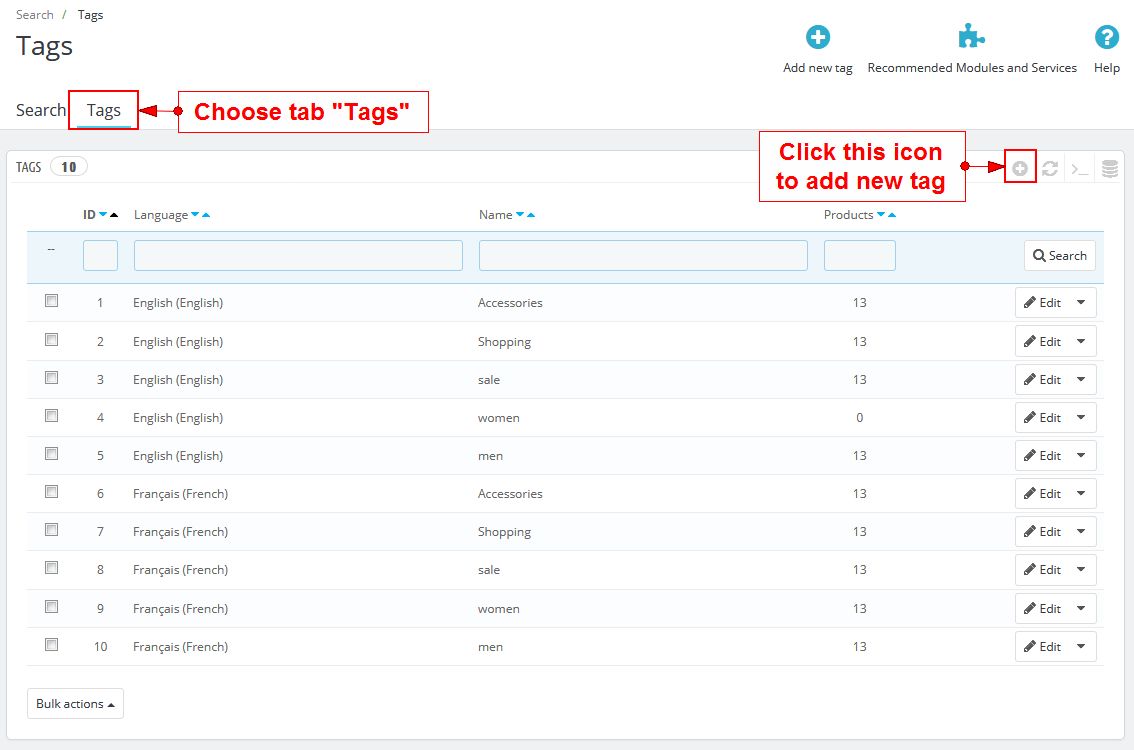 Search / Tags
Tags
Add new tag
Recommended Modules and Services
Help
Search
Tags
Choose tab "Tags"
Click this icon
to add new tag
TAGS 10
ID Language Name Products
-- Search
1 English (English) Accessories 13 Edit
2 English (English) Shopping 13 Edit
3 English (English) sale 13 Edit
4 English (English) women 0 Edit
5 English (English) men 13 Edit
6 Français (French) Accessories 13 Edit
7 Français (French) Shopping 13 Edit
8 Français (French) sale 13 Edit
9 Français (French) women 13 Edit
10 Français (French) men 13 Edit
Bulk actions